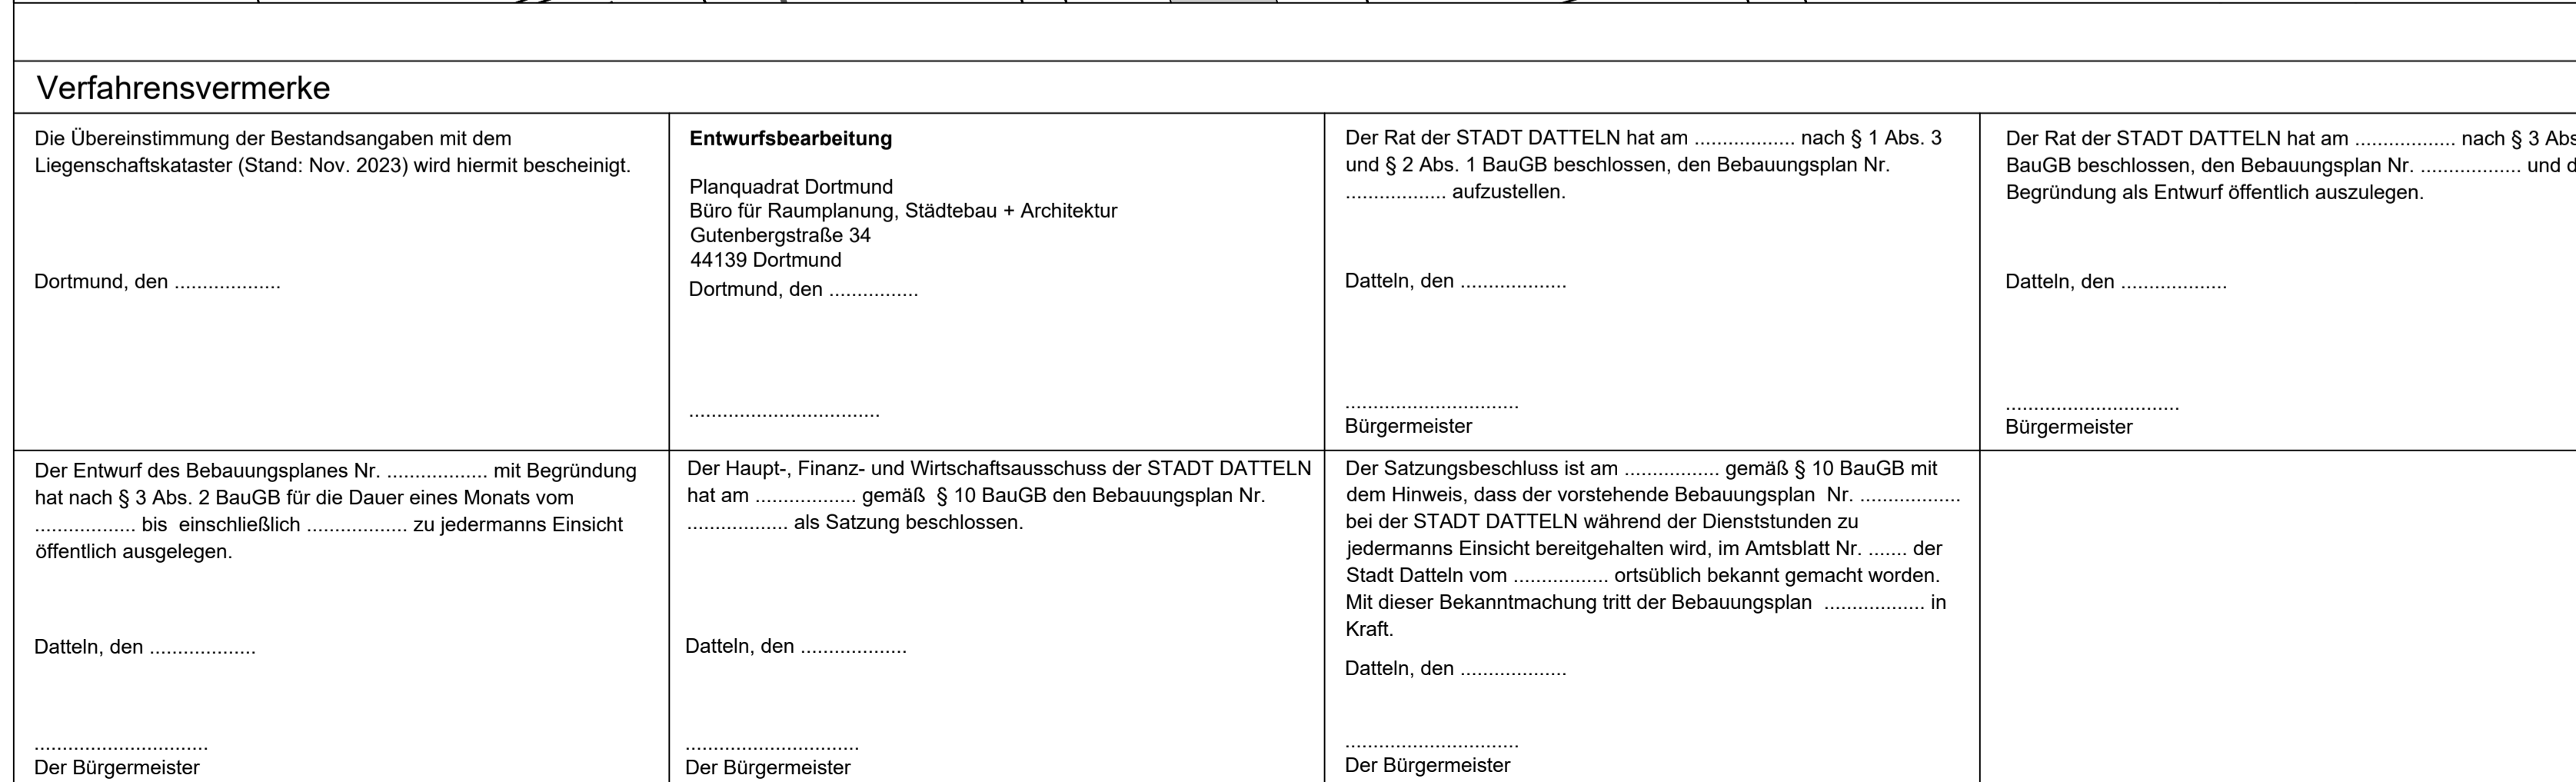 Verfahrensvermerke
Die Übereinstimmung der Bestandsangaben mit dem
Liegenschaftskataster (Stand: Nov. 2023) wird hiermit bescheinigt.
Dortmund, den ...................
Entwurfsbearbeitung
Planquadrat Dortmund
Büro für Raumplanung, Städtebau + Architektur
Gutenbergstraße 34
44139 Dortmund
Dortmund, den ................
..................................
Der Rat der STADT DATTELN hat am .................. nach § 1 Abs. 3
und § 2 Abs. 1 BauGB beschlossen, den Bebauungsplan Nr.
.................. aufzustellen.
Datteln, den ...................
...............................
Bürgermeister
Der Rat der STADT DATTELN hat am .................. nach § 3 Abs
BauGB beschlossen, den Bebauungsplan Nr. .................. und
Begründung als Entwurf öffentlich auszulegen.
Datteln, den ...................
...............................
Bürgermeister
Der Entwurf des Bebauungsplanes Nr. .................. mit Begründung
hat nach § 3 Abs. 2 BauGB für die Dauer eines Monats vom
.................. bis  einschließlich .................. zu jedermanns Einsicht
öffentlich ausgelegen.
Datteln, den ...................
...............................
Der Bürgermeister
Der Haupt-, Finanz- und Wirtschaftsausschuss der STADT DATTELN
hat am .................. gemäß  § 10 BauGB den Bebauungsplan Nr.
.................. als Satzung beschlossen.
Datteln, den ...................
...............................
Der Bürgermeister
Der Satzungsbeschluss ist am ................. gemäß § 10 BauGB mit
dem Hinweis, dass der vorstehende Bebauungsplan  Nr. ..................
bei der STADT DATTELN während der Dienststunden zu
jedermanns Einsicht bereitgehalten wird, im Amtsblatt Nr. ....... der
Stadt Datteln vom ................. ortsüblich bekannt gemacht worden.
Mit dieser Bekanntmachung tritt der Bebauungsplan  .................. in
Kraft.
Datteln, den ...................
...............................
Der Bürgermeister